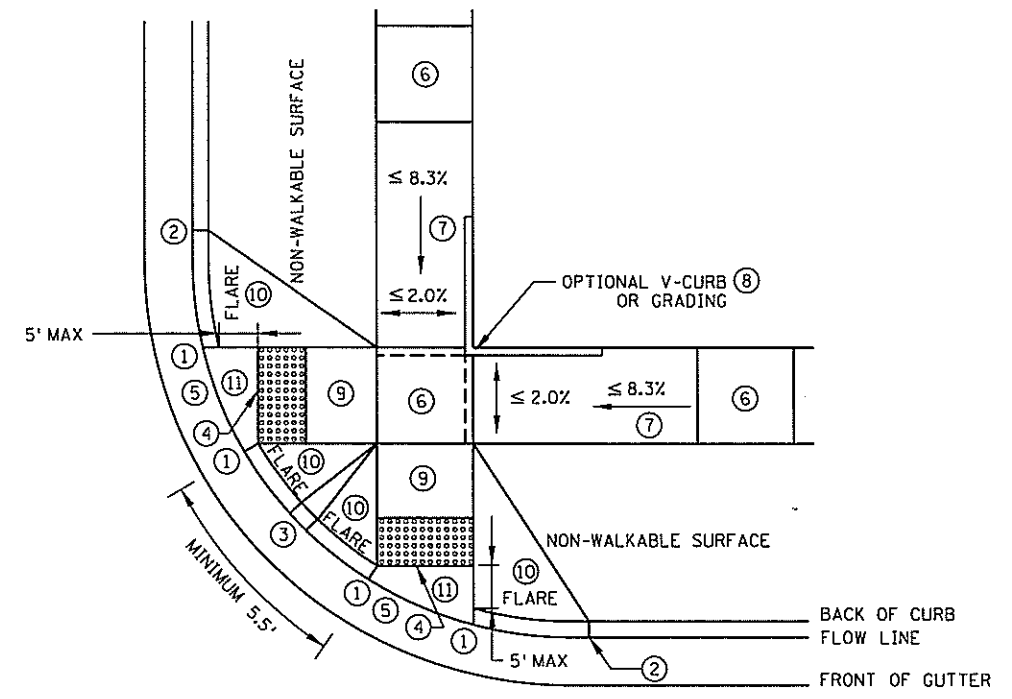 ⑥
NON-WALKABLE SURFACE
≤ 8.3%
⑦
②
FLARE
⑩
≤ 2.0%
OPTIONAL V-CURB ⑧
OR GRADING
5' MAX
①
⑤
⑪
④
①
⑨
⑥
≤ 2.0%
≤ 8.3%
⑦
⑥
FLARE
⑩
⑩
FLARE
⑨
③
NON-WALKABLE SURFACE
MINIMUM 5.5'
①
⑤
④
⑪
①
⑩
FLARE
BACK OF CURB
FLOW LINE
5' MAX
②
FRONT OF GUTTER